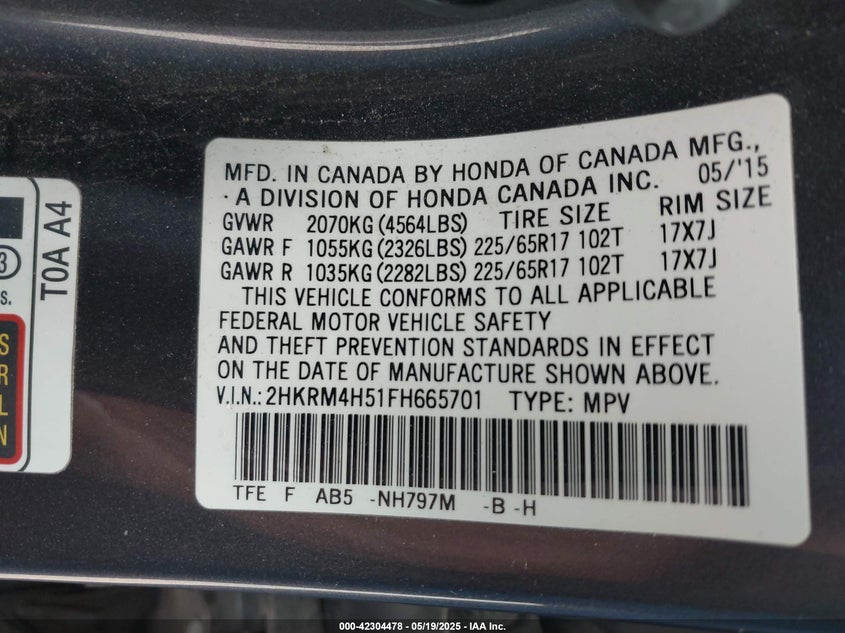 MFD. IN CANADA BY HONDA OF CANADA MFG.,
A DIVISION OF HONDA CANADA INC. 05/'15
GVWR 2070KG (4564LBS) TIRE SIZE RIM SIZE
GAWR F 1055KG (2326LBS) 225/65R17 102T 17X7J
GAWR R 1035KG (2282LBS) 225/65R17 102T 17X7J
THIS VEHICLE CONFORMS TO ALL APPLICABLE
FEDERAL MOTOR VEHICLE SAFETY
AND THEFT PREVENTION STANDARDS IN EFFECT
ON THE DATE OF MANUFACTURE SHOWN ABOVE.
V.I.N.: 2HKRM4H51FH665701 TYPE: MPV
TFE F AB5 -NH797M -B -H
T0A A4
3
S.
S
R
L
N
000-42304478 - 05/19/2025 - IAA Inc.